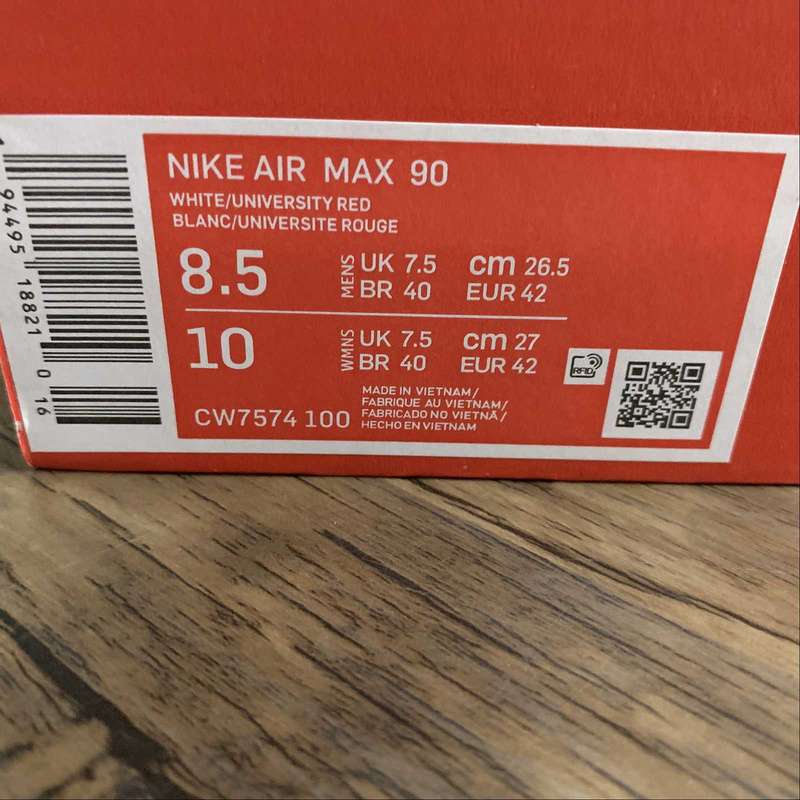 NIKE AIR MAX 90
WHITE/UNIVERSITY RED
BLANC/UNIVERSITE ROUGE
8.5 MENS UK 7.5 cm 26.5
BR 40 EUR 42
10 WMNS UK 7.5 cm 27
BR 40 EUR 42
CW7574 100
MADE IN VIETNAM/
FABRIQUE AU VIETNAM/
FABRICADO NO VIETNÃ/
HECHO EN VIETNAM
RFID
1 94495 18821 0 16